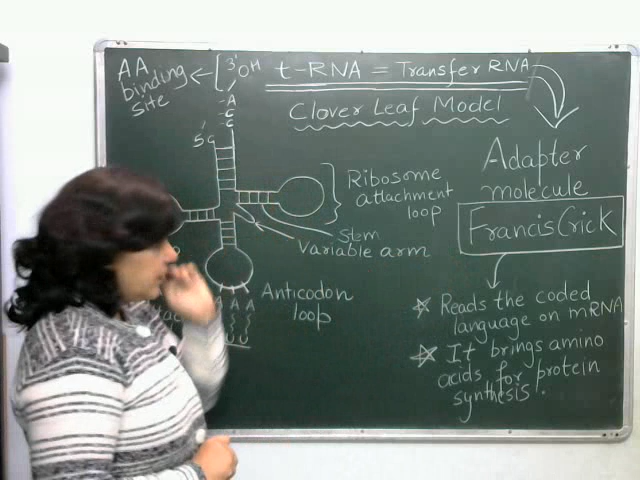 AA
binding
site
3'OH
t-RNA = Transfer RNA
Clover Leaf Model
A
C
C
5'G
Adapter
molecule
Francis Crick
Ribosome
attachment
loop
Stem
Variable arm
Anticodon
loop
A A A
U U
Reads the coded
language on mRNA
It brings amino
acids for protein
synthesis.